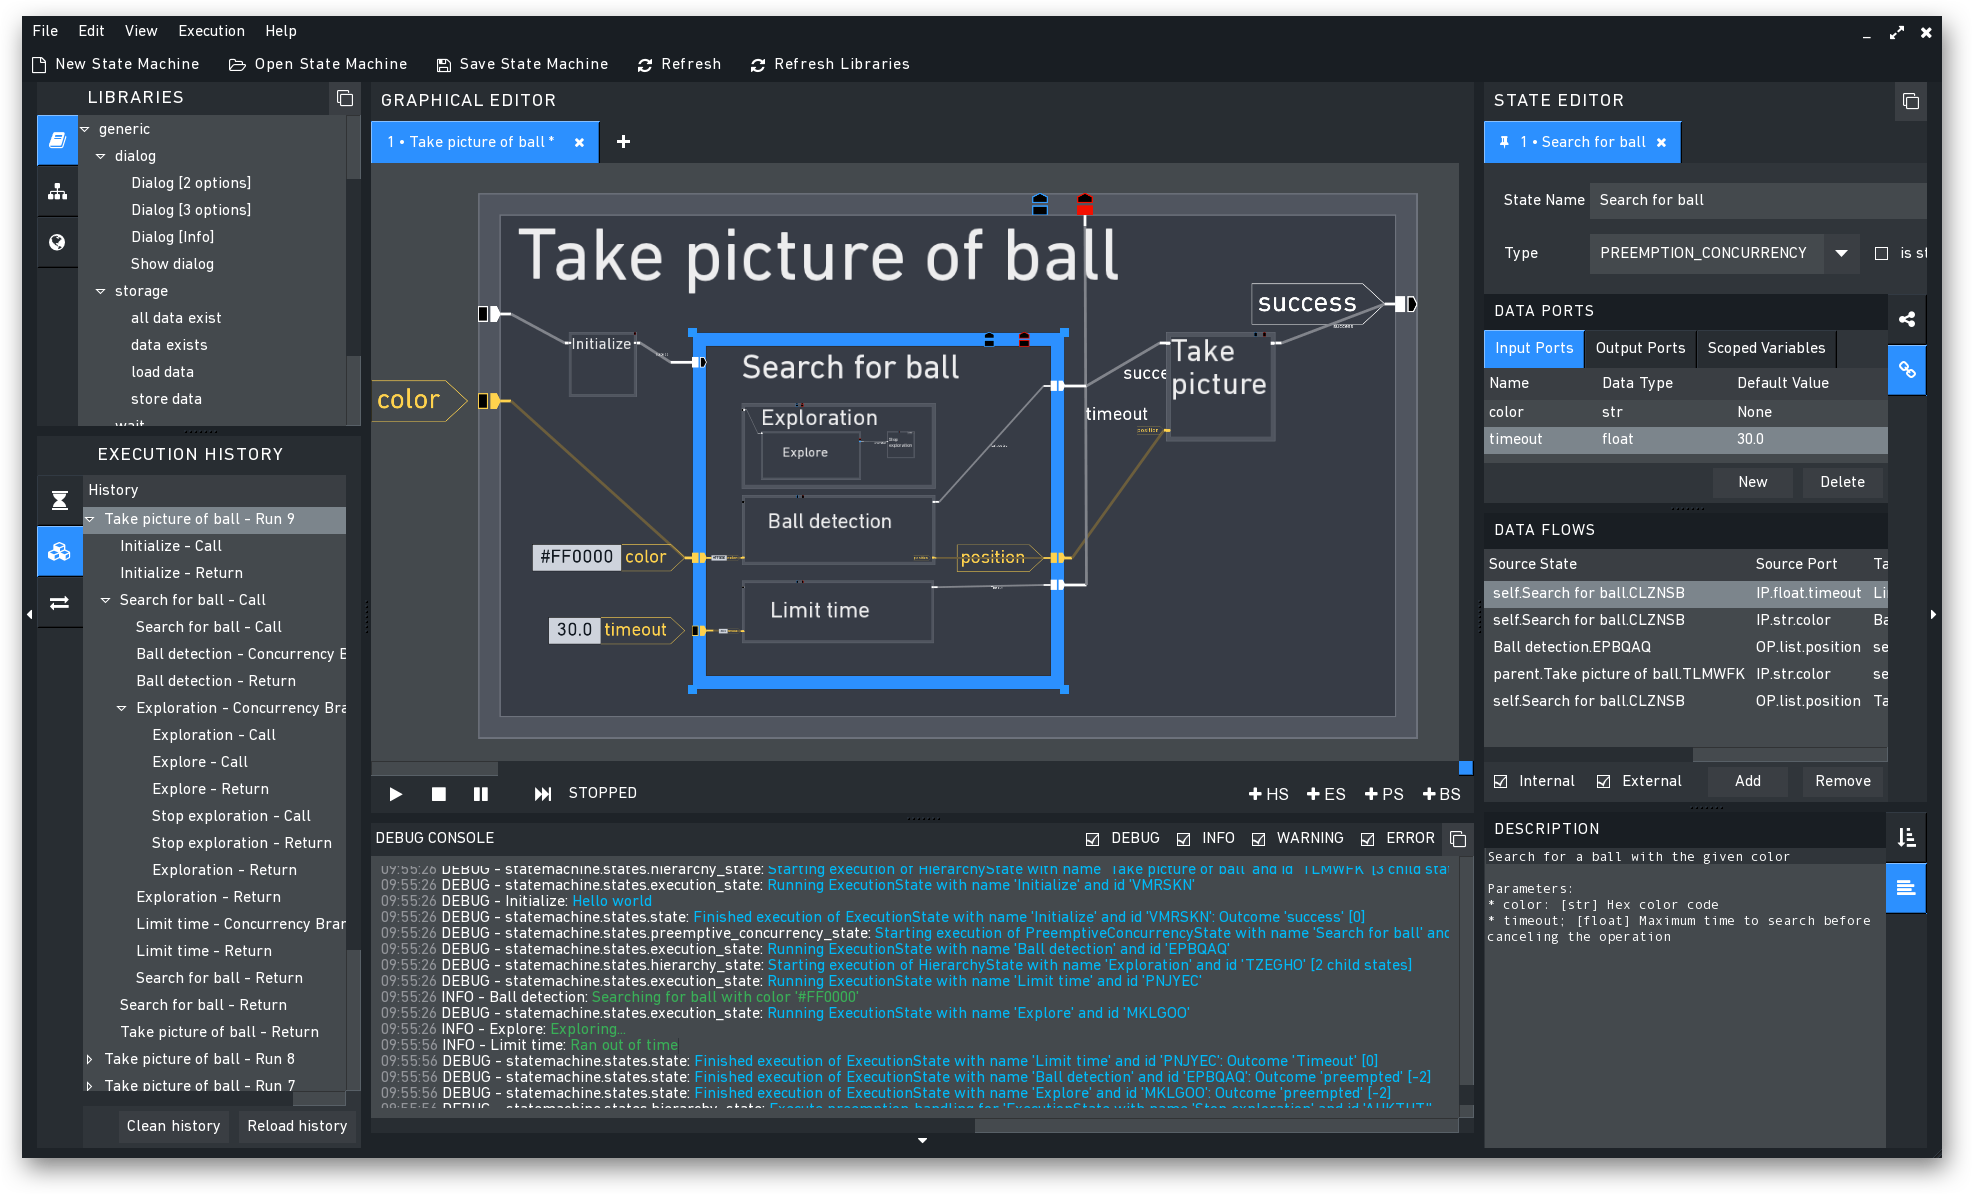 File Edit View Execution Help
New State Machine Open State Machine Save State Machine Refresh Refresh Libraries
LIBRARIES
generic
dialog
Dialog [2 options]
Dialog [3 options]
Dialog [Info]
Show dialog
storage
all data exist
data exists
load data
store data
wait
EXECUTION HISTORY
History
Take picture of ball - Run 9
Initialize - Call
Initialize - Return
Search for ball - Call
Search for ball - Call
Ball detection - Concurrency B
Ball detection - Return
Exploration - Concurrency Bra
Exploration - Call
Explore - Call
Explore - Return
Stop exploration - Call
Stop exploration - Return
Exploration - Return
Exploration - Return
Limit time - Concurrency Bran
Limit time - Return
Search for ball - Return
Search for ball - Return
Take picture of ball - Return
Take picture of ball - Run 8
Take picture of ball - Run 7
Clean history Reload history
GRAPHICAL EDITOR
1 • Take picture of ball *
Take picture of ball
success
Initialize
Search for ball
Take
picture
succe
timeout
position
color
Exploration
Explore
Stop
exploration
Ball detection
#FF0000 color
position
Limit time
30.0 timeout
STOPPED
HS ES PS BS
DEBUG CONSOLE DEBUG INFO WARNING ERROR
09:55:26 DEBUG - statemachine.states.hierarchy_state: Starting execution of HierarchyState with name 'Take picture of ball' and id 'TLMWFK' [3 child stat
09:55:26 DEBUG - statemachine.states.execution_state: Running ExecutionState with name 'Initialize' and id 'VMRSKN'
09:55:26 DEBUG - Initialize: Hello world
09:55:26 DEBUG - statemachine.states.state: Finished execution of ExecutionState with name 'Initialize' and id 'VMRSKN': Outcome 'success' [0]
09:55:26 DEBUG - statemachine.states.preemptive_concurrency_state: Starting execution of PreemptiveConcurrencyState with name 'Search for ball' and
09:55:26 DEBUG - statemachine.states.execution_state: Running ExecutionState with name 'Ball detection' and id 'EPBQAQ'
09:55:26 DEBUG - statemachine.states.hierarchy_state: Starting execution of HierarchyState with name 'Exploration' and id 'TZEGHO' [2 child states]
09:55:26 DEBUG - statemachine.states.execution_state: Running ExecutionState with name 'Limit time' and id 'PNJYEC'
09:55:26 INFO - Ball detection: Searching for ball with color '#FF0000'
09:55:26 DEBUG - statemachine.states.execution_state: Running ExecutionState with name 'Explore' and id 'MKLGOO'
09:55:26 INFO - Explore: Exploring...
09:55:56 INFO - Limit time: Ran out of time
09:55:56 DEBUG - statemachine.states.state: Finished execution of ExecutionState with name 'Limit time' and id 'PNJYEC': Outcome 'Timeout' [0]
09:55:56 DEBUG - statemachine.states.state: Finished execution of ExecutionState with name 'Ball detection' and id 'EPBQAQ': Outcome 'preempted' [-2]
09:55:56 DEBUG - statemachine.states.state: Finished execution of ExecutionState with name 'Explore' and id 'MKLGOO': Outcome 'preempted' [-2]
09:55:56 DEBUG - statemachine.states.hierarchy_state: Execute preemption handling for 'ExecutionState with name 'Stop exploration' and id
STATE EDITOR
1 • Search for ball
State Name Search for ball
Type PREEMPTION_CONCURRENCY is st
DATA PORTS
Input Ports Output Ports Scoped Variables
Name Data Type Default Value
color str None
timeout float 30.0
New Delete
DATA FLOWS
Source State Source Port Ta
self.Search for ball.CLZNSB IP.float.timeout Li
self.Search for ball.CLZNSB IP.str.color Ba
Ball detection.EPBQAQ OP.list.position se
parent.Take picture of ball.TLMWFK IP.str.color se
self.Search for ball.CLZNSB OP.list.position Ta
Internal External Add Remove
DESCRIPTION
Search for a ball with the given color
Parameters:
* color: [str] Hex color code
* timeout; [float] Maximum time to search before
canceling the operation